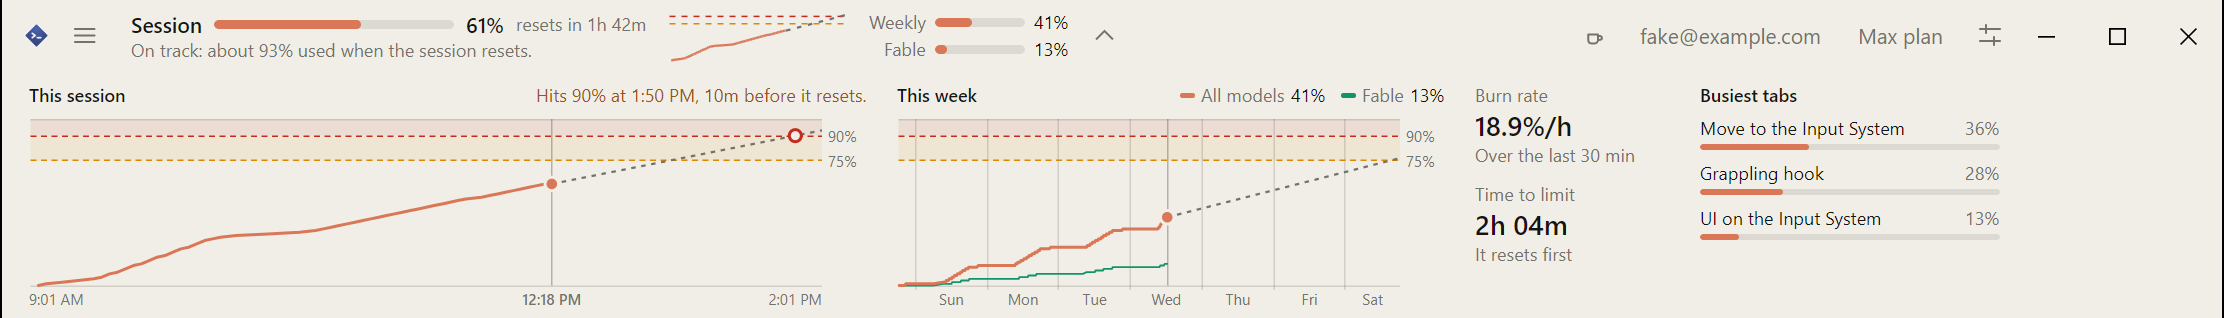 Session 61% resets in 1h 42m
On track: about 93% used when the session resets.
Weekly 41%
Fable 13%
fake@example.com Max plan
This session Hits 90% at 1:50 PM, 10m before it resets.
90%
75%
9:01 AM 12:18 PM 2:01 PM
This week All models 41% Fable 13%
90%
75%
Sun Mon Tue Wed Thu Fri Sat
Burn rate
18.9%/h
Over the last 30 min
Time to limit
2h 04m
It resets first
Busiest tabs
Move to the Input System 36%
Grappling hook 28%
UI on the Input System 13%